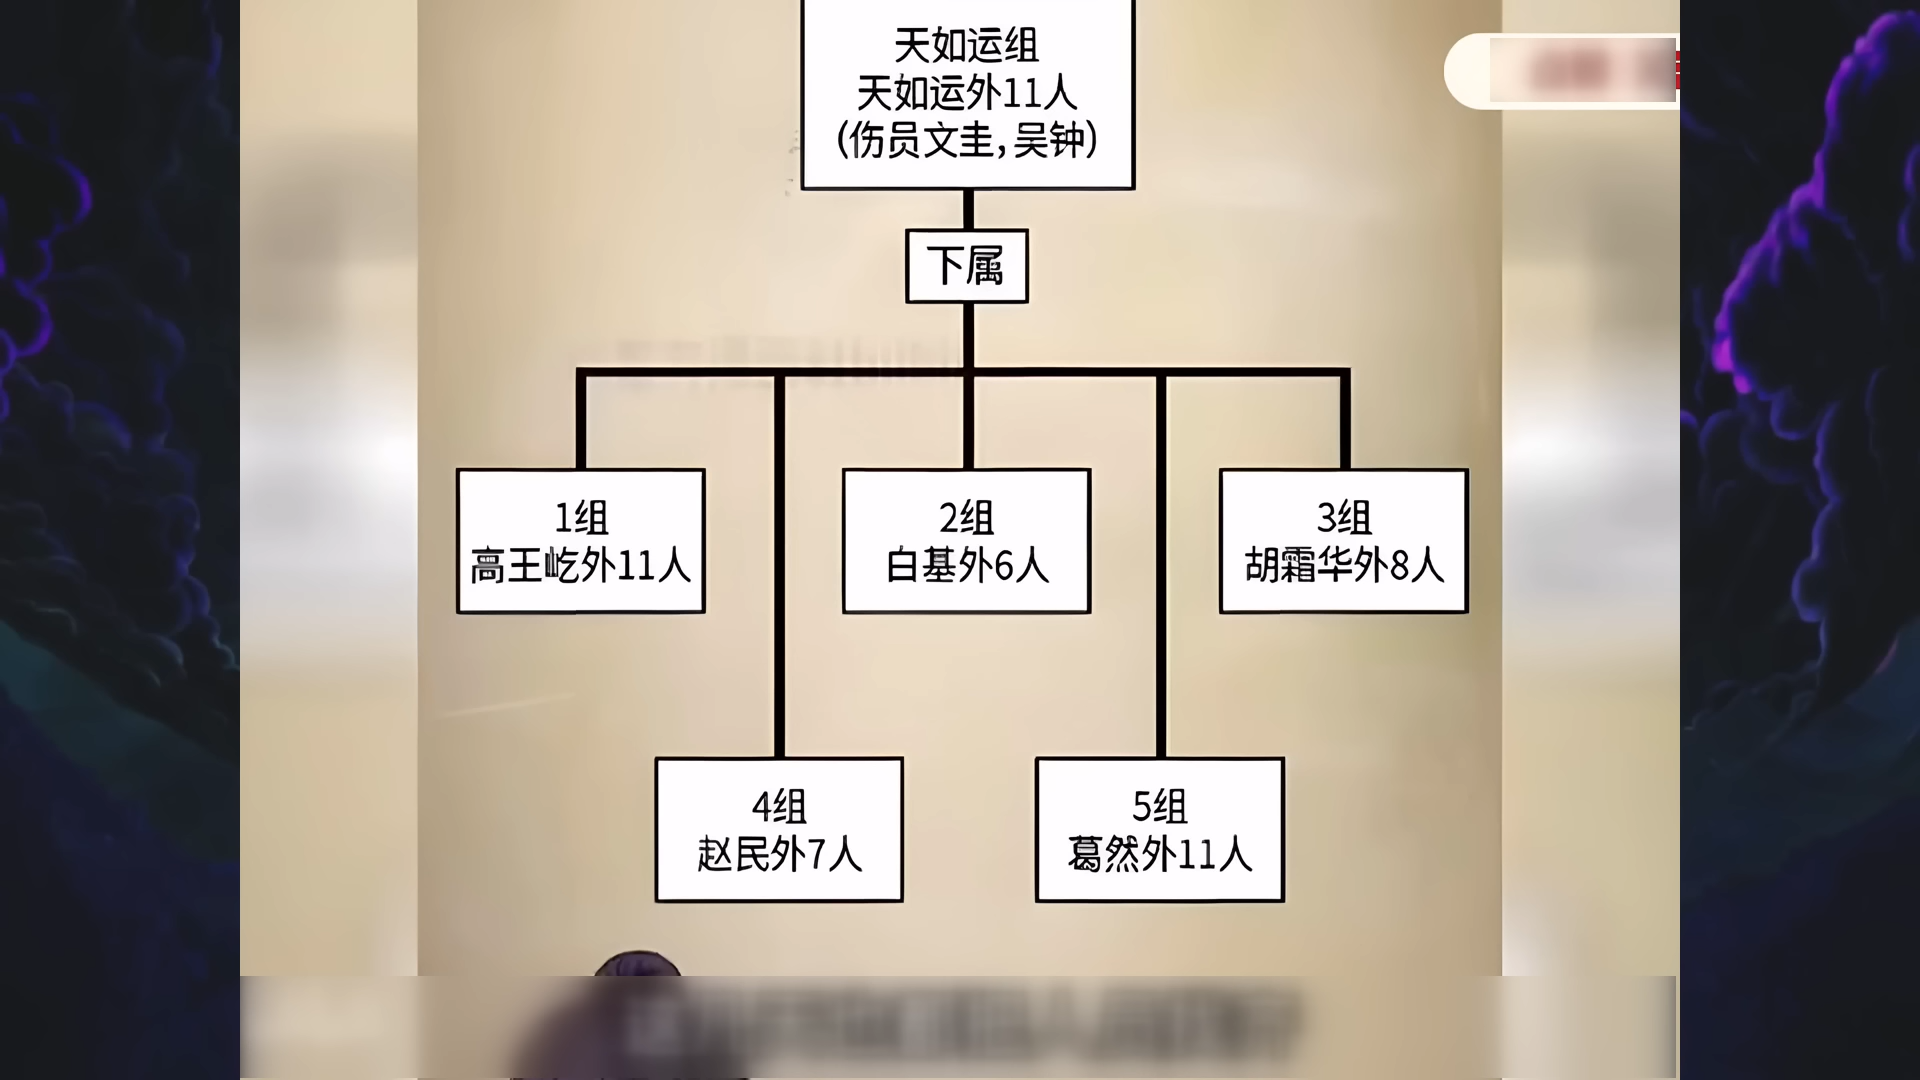 天如运组
天如运外11人
(伤员文圭,吴钟)
下属
1组
高王屹外11人
2组
白基外6人
3组
胡霜华外8人
4组
赵民外7人
5组
葛然外11人